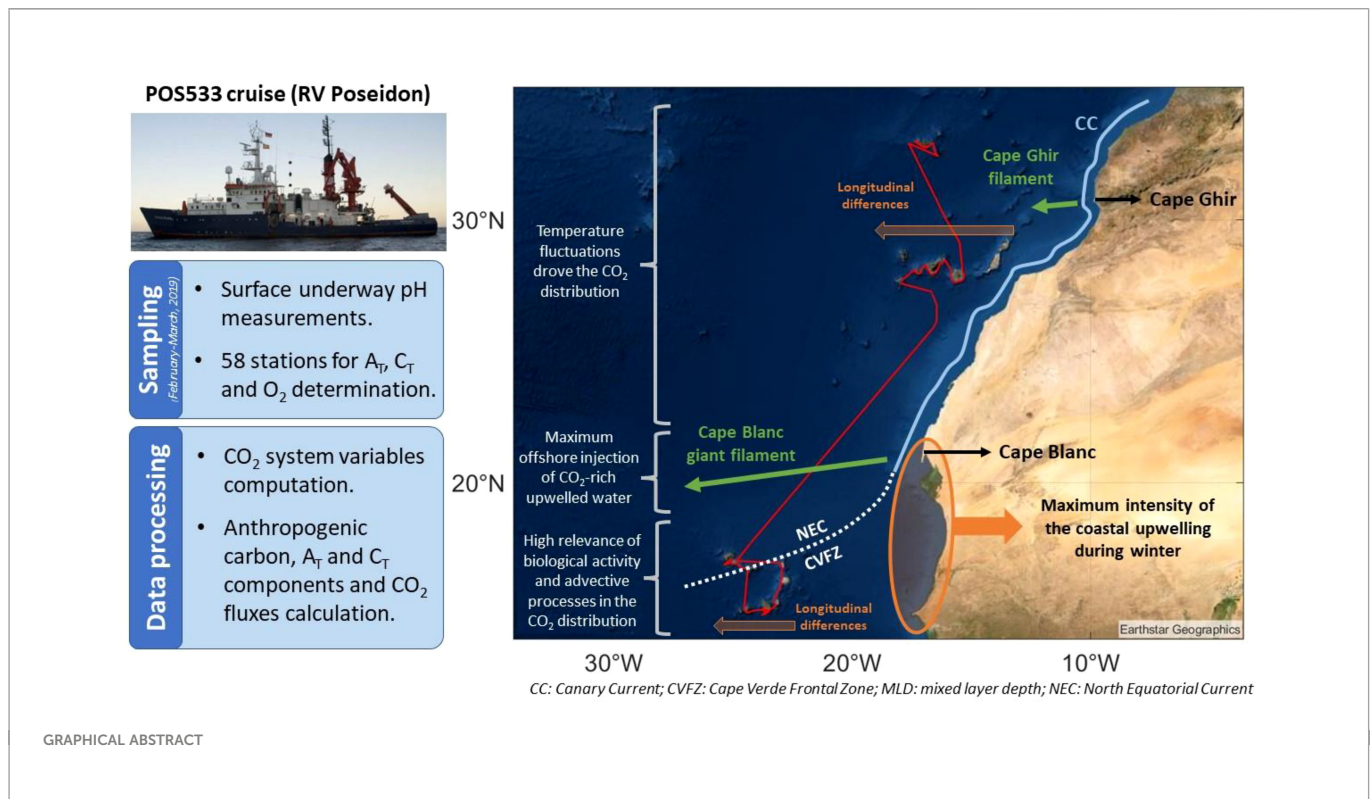 POS533 cruise (RV Poseidon)
Sampling
(February-March, 2019)
• Surface underway pH
measurements.
• 58 stations for A_T, C_T
and O₂ determination.
Data processing
• CO₂ system variables
computation.
• Anthropogenic
carbon, A_T and C_T
components and CO₂
fluxes calculation.
30°N
20°N
Temperature
fluctuations
drove the CO₂
distribution
Maximum
offshore injection
of CO₂-rich
upwelled water
High relevance of
biological activity
and advective
processes in the
CO₂ distribution
CC
Cape Ghir
filament
Cape Ghir
Longitudinal
differences
Cape Blanc
giant filament
Cape Blanc
Maximum intensity of
the coastal upwelling
during winter
NEC
CVFZ
Longitudinal
differences
Earthstar Geographics
30°W
20°W
10°W
CC: Canary Current; CVFZ: Cape Verde Frontal Zone; MLD: mixed layer depth; NEC: North Equatorial Current
GRAPHICAL ABSTRACT